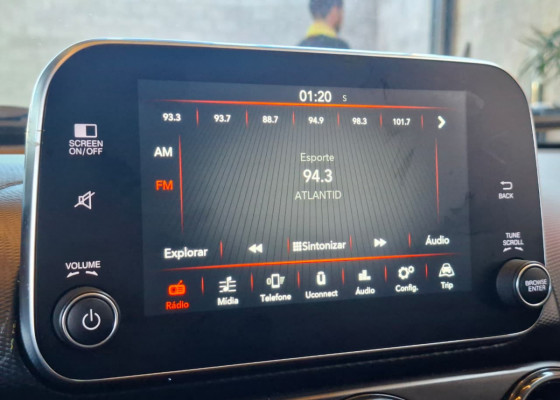 01:20 S
93.3 93.7 88.7 94.9 98.3 101.7
SCREEN
ON/OFF
AM
FM
Esporte
94.3
ATLANTID
BACK
TUNE
SCROLL
VOLUME
Explorar Sintonizar Áudio
Rádio Mídia Telefone Uconnect Áudio Config. Trip
BROWSE
ENTER